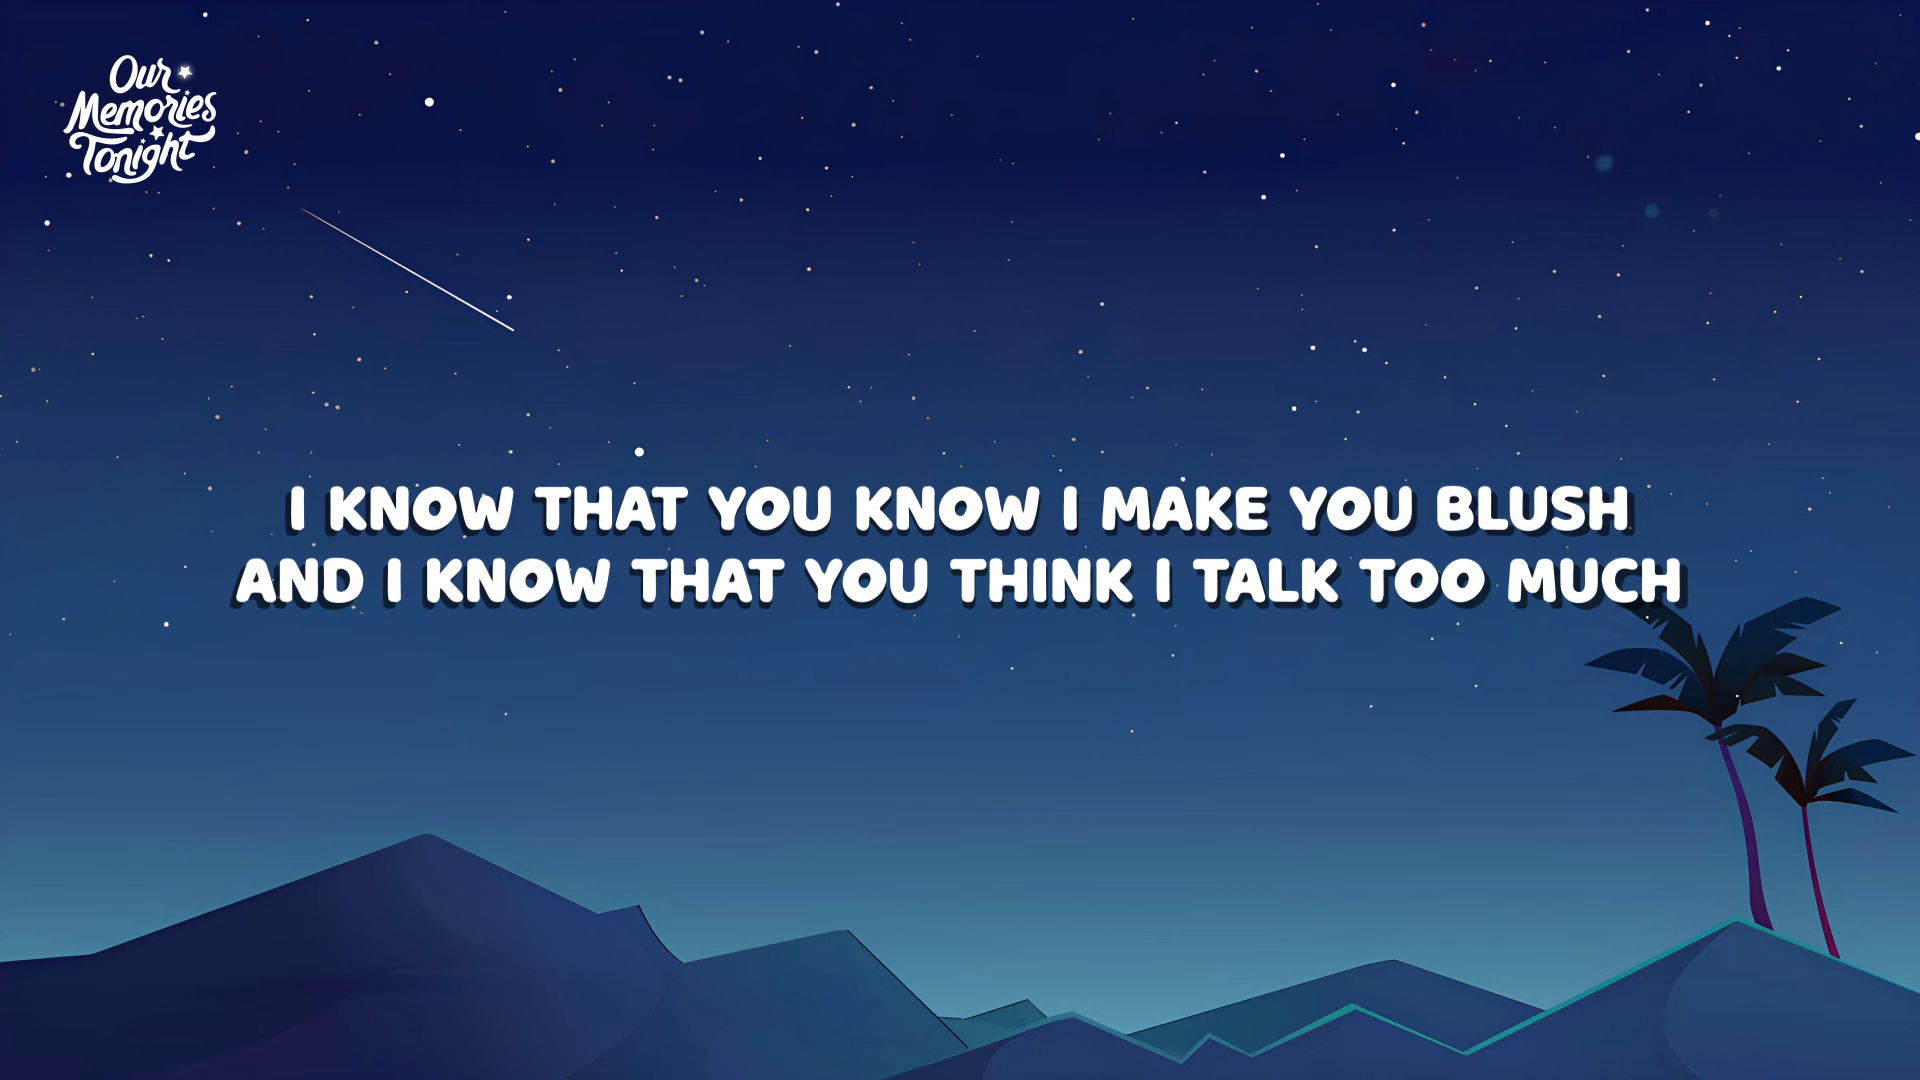 Our
Memories
Tonight
I KNOW THAT YOU KNOW I MAKE YOU BLUSH
AND I KNOW THAT YOU THINK I TALK TOO MUCH